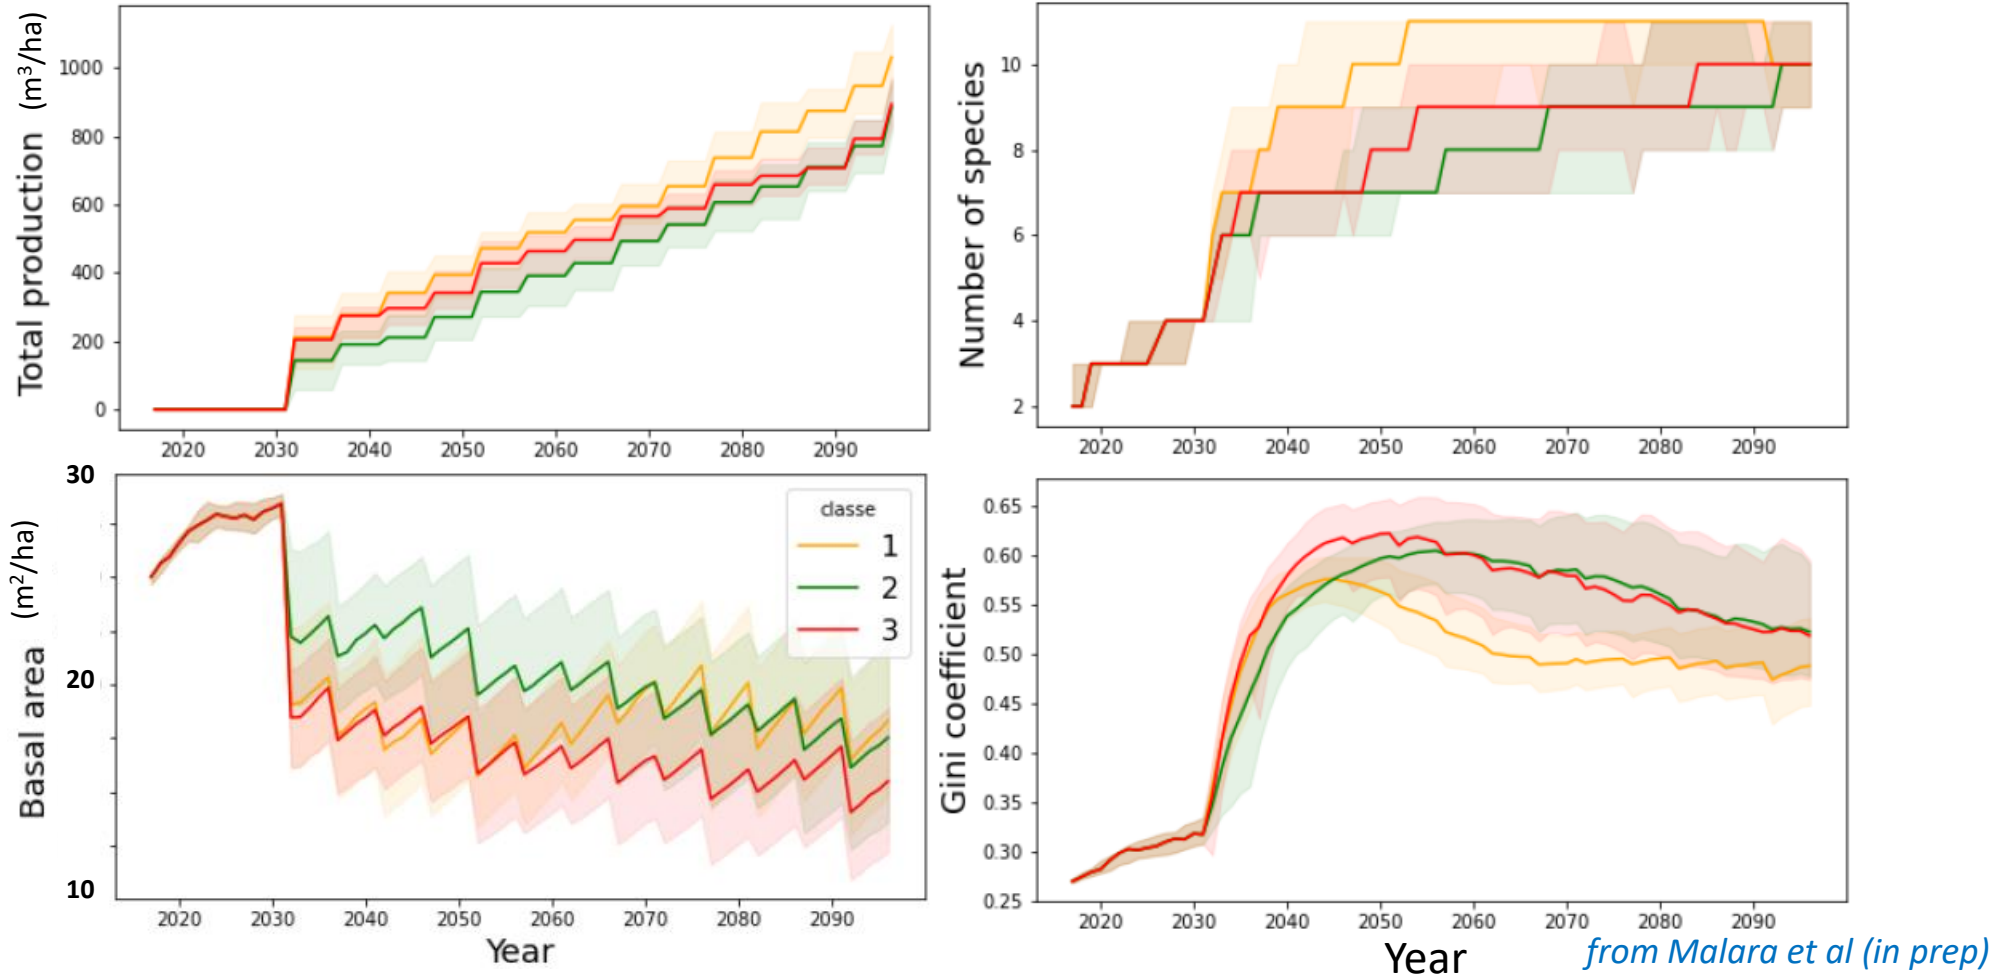 Total production (m³/ha)
1000
800
600
400
200
0
2020 2030 2040 2050 2060 2070 2080 2090
Number of species
10
8
6
4
2
2020 2030 2040 2050 2060 2070 2080 2090
Basal area (m²/ha)
30
20
10
classe
1
2
3
2020 2030 2040 2050 2060 2070 2080 2090
Year
Gini coefficient
0.65
0.60
0.55
0.50
0.45
0.40
0.35
0.30
0.25
2020 2030 2040 2050 2060 2070 2080 2090
Year
from Malara et al (in prep)